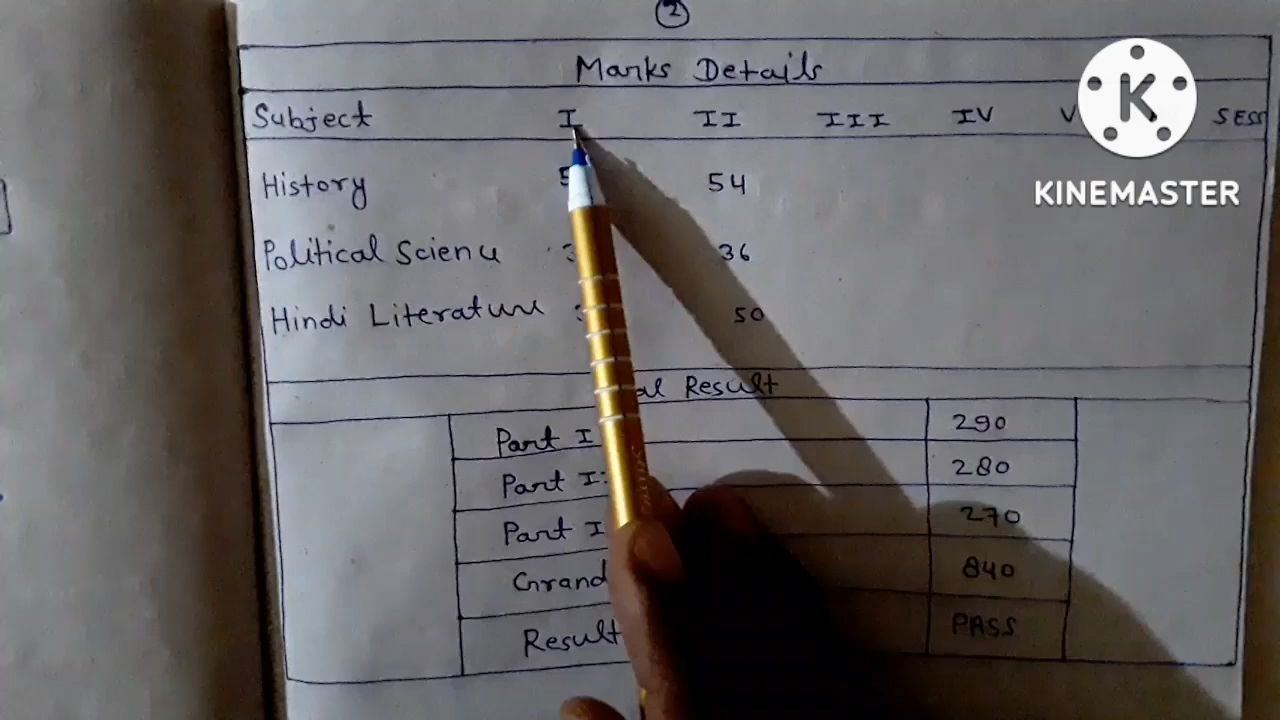 2
Marks Details
Subject I II III IV V SESS
History 54
Political Science 36
Hindi Literature 50
Result
Part I 290
Part 280
Part 270
Grand 840
Result PASS
K
KINEMASTER